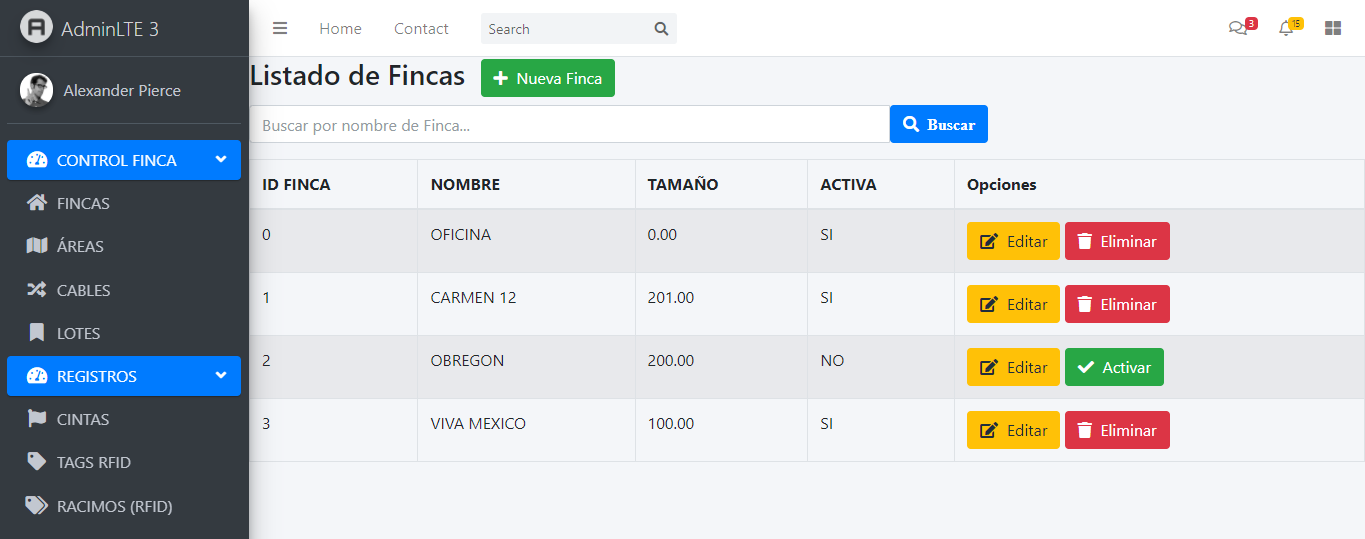 AdminLTE 3
Home Contact Search 3 15
Alexander Pierce
CONTROL FINCA
FINCAS
ÁREAS
CABLES
LOTES
REGISTROS
CINTAS
TAGS RFID
RACIMOS (RFID)
Listado de Fincas Nueva Finca
Buscar por nombre de Finca... Buscar
ID FINCA NOMBRE TAMAÑO ACTIVA Opciones
0 OFICINA 0.00 SI Editar Eliminar
1 CARMEN 12 201.00 SI Editar Eliminar
2 OBREGON 200.00 NO Editar Activar
3 VIVA MEXICO 100.00 SI Editar Eliminar